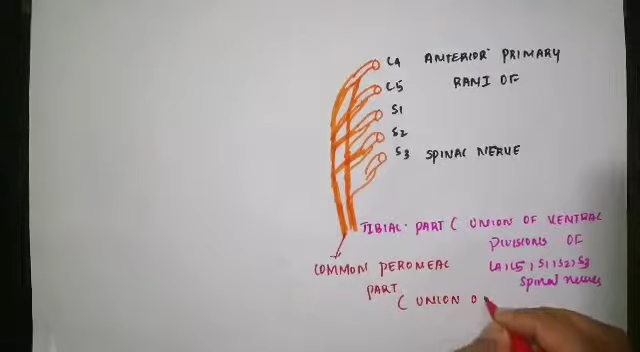 L4 ANTERIOR PRIMARY
L5 RAMI OF
S1
S2
S3 SPINAL NERVE
TIBIAL PART ( UNION OF VENTRAL
DIVISIONS OF
L4, L5, S1, S2, S3
spinal nerves
COMMON PERONEAL
PART
( UNION O